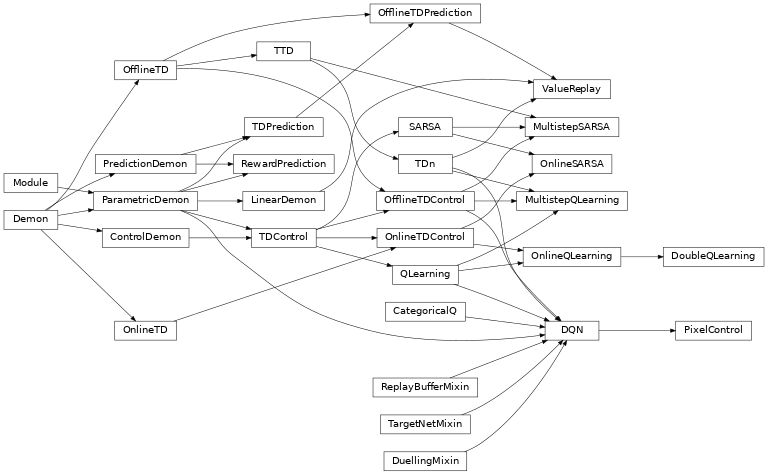 OfflineTDPrediction
TTD
OfflineTD
ValueReplay
TDPrediction
SARSA
MultistepSARSA
PredictionDemon
RewardPrediction
TDn
OnlineSARSA
Module
ParametricDemon
LinearDemon
OfflineTDControl
MultistepQLearning
Demon
ControlDemon
TDControl
OnlineTDControl
OnlineQLearning
DoubleQLearning
QLearning
CategoricalQ
OnlineTD
DQN
PixelControl
ReplayBufferMixin
TargetNetMixin
DuellingMixin